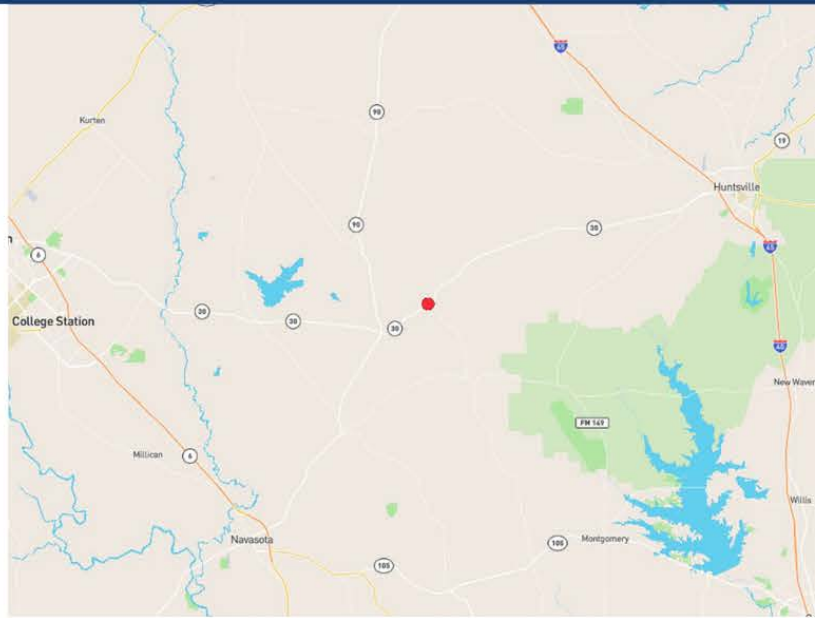 45
90
Kurten
19
Huntsville
90
30
45
6
n
30
30
College Station
30
45
New Waver
FM 149
Millican
6
Willis
Navasota
105
Montgomery
105